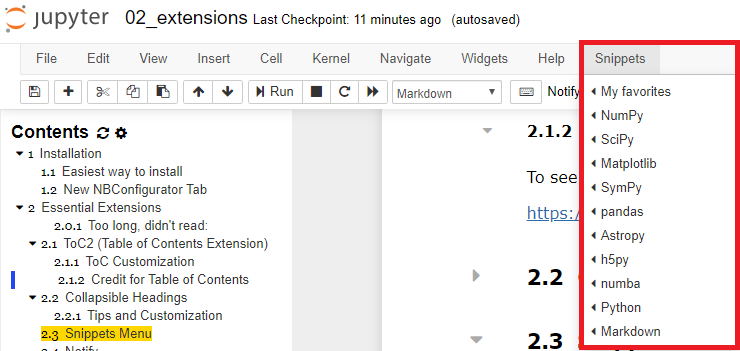 jupyter 02_extensions Last Checkpoint: 11 minutes ago (autosaved)
File Edit View Insert Cell Kernel Navigate Widgets Help Snippets
Run Markdown Notify
Contents
1 Installation
1.1 Easiest way to install
1.2 New NBConfigurator Tab
2 Essential Extensions
2.0.1 Too long, didn't read:
2.1 ToC2 (Table of Contents Extension)
2.1.1 ToC Customization
2.1.2 Credit for Table of Contents
2.2 Collapsible Headings
2.2.1 Tips and Customization
2.3 Snippets Menu
2.4 Notify
2.1.2
To see
https:/
2.2
2.3
My favorites
NumPy
SciPy
Matplotlib
SymPy
pandas
Astropy
h5py
numba
Python
Markdown